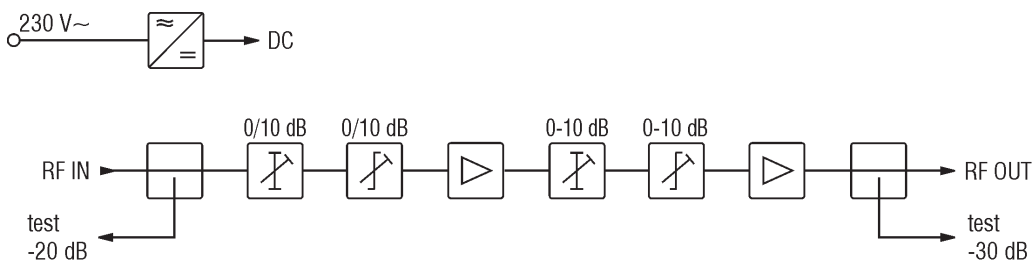 230 V~
DC
0/10 dB
0/10 dB
0-10 dB
0-10 dB
RF IN
RF OUT
test
-20 dB
test
-30 dB